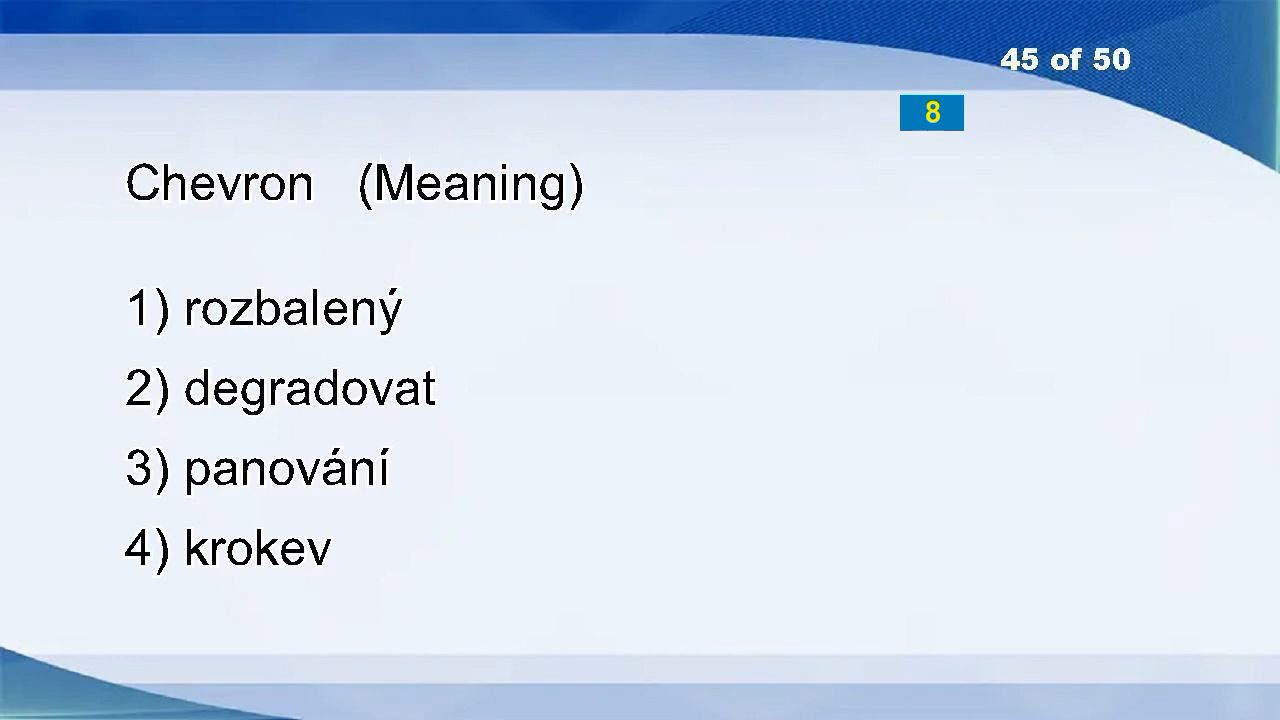 45 of 50
8
Chevron (Meaning)
1) rozbalený
2) degradovat
3) panování
4) krokev